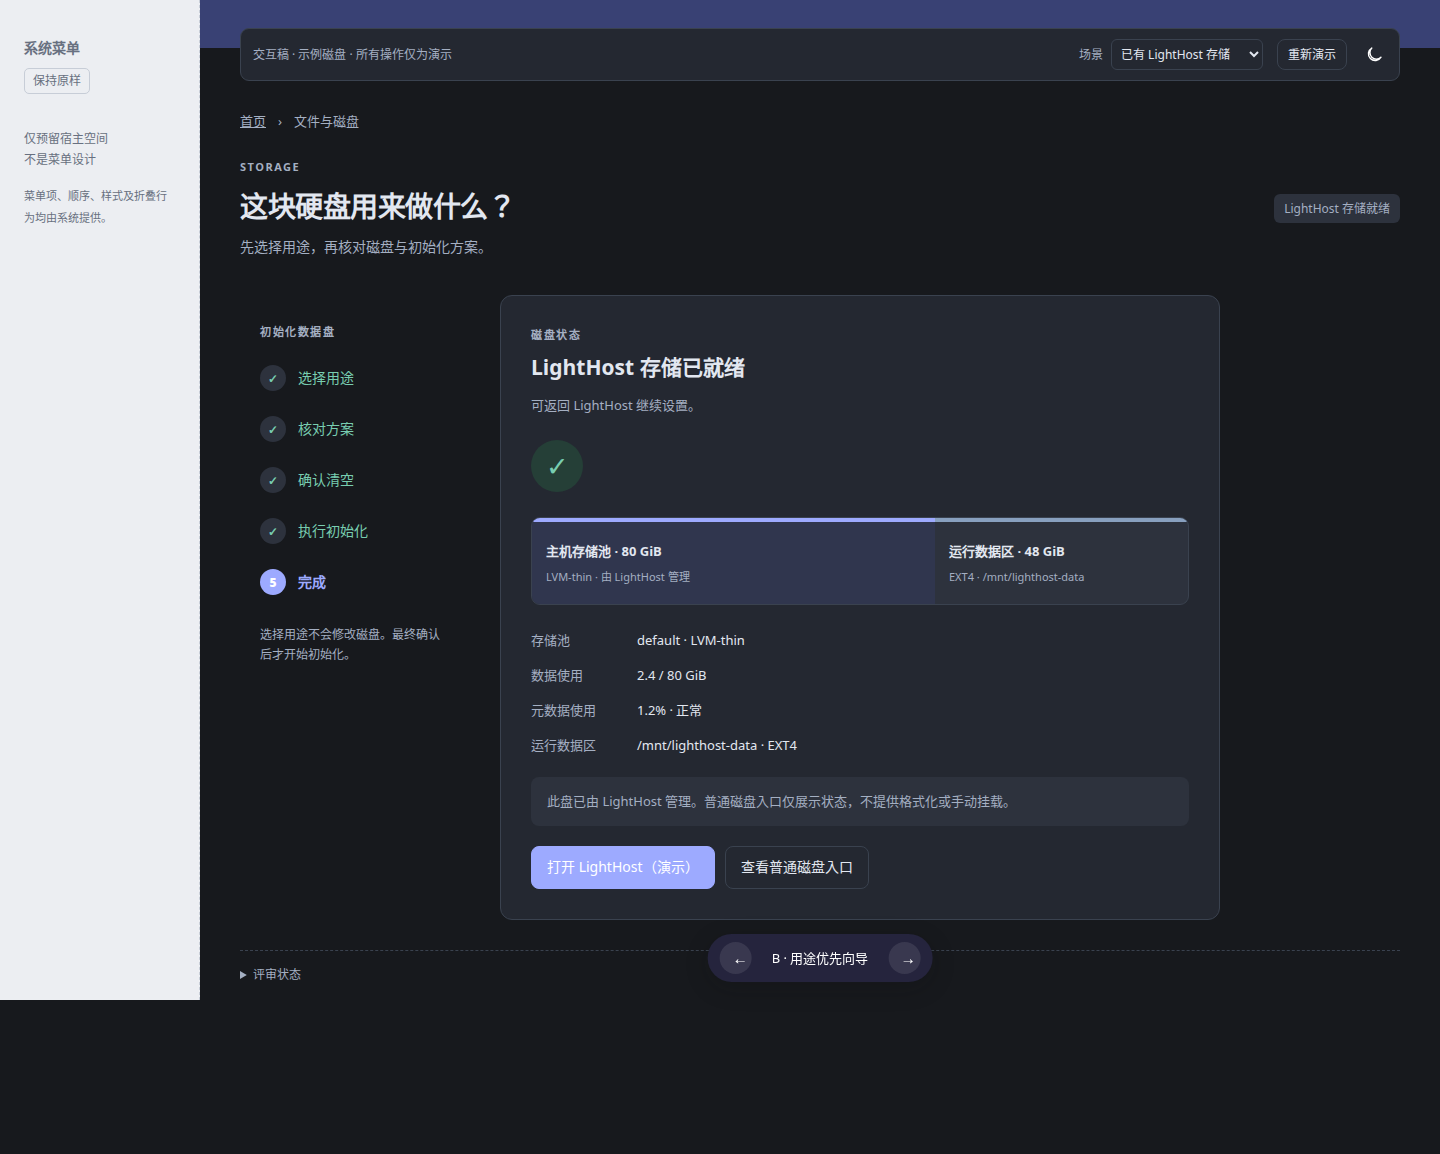 系统菜单
保持原样
仅预留宿主空间
不是菜单设计
菜单项、顺序、样式及折叠行
为均由系统提供。
交互稿 · 示例磁盘 · 所有操作仅为演示
场景
已有 LightHost 存储
重新演示
首页 › 文件与磁盘
STORAGE
这块硬盘用来做什么？
先选择用途，再核对磁盘与初始化方案。
LightHost 存储就绪
初始化数据盘
✓ 选择用途
✓ 核对方案
✓ 确认清空
✓ 执行初始化
5 完成
选择用途不会修改磁盘。最终确认
后才开始初始化。
磁盘状态
LightHost 存储已就绪
可返回 LightHost 继续设置。
✓
主机存储池 · 80 GiB
LVM-thin · 由 LightHost 管理
运行数据区 · 48 GiB
EXT4 · /mnt/lighthost-data
存储池 default · LVM-thin
数据使用 2.4 / 80 GiB
元数据使用 1.2% · 正常
运行数据区 /mnt/lighthost-data · EXT4
此盘已由 LightHost 管理。普通磁盘入口仅展示状态，不提供格式化或手动挂载。
打开 LightHost（演示）
查看普通磁盘入口
← B · 用途优先向导 →
▶ 评审状态